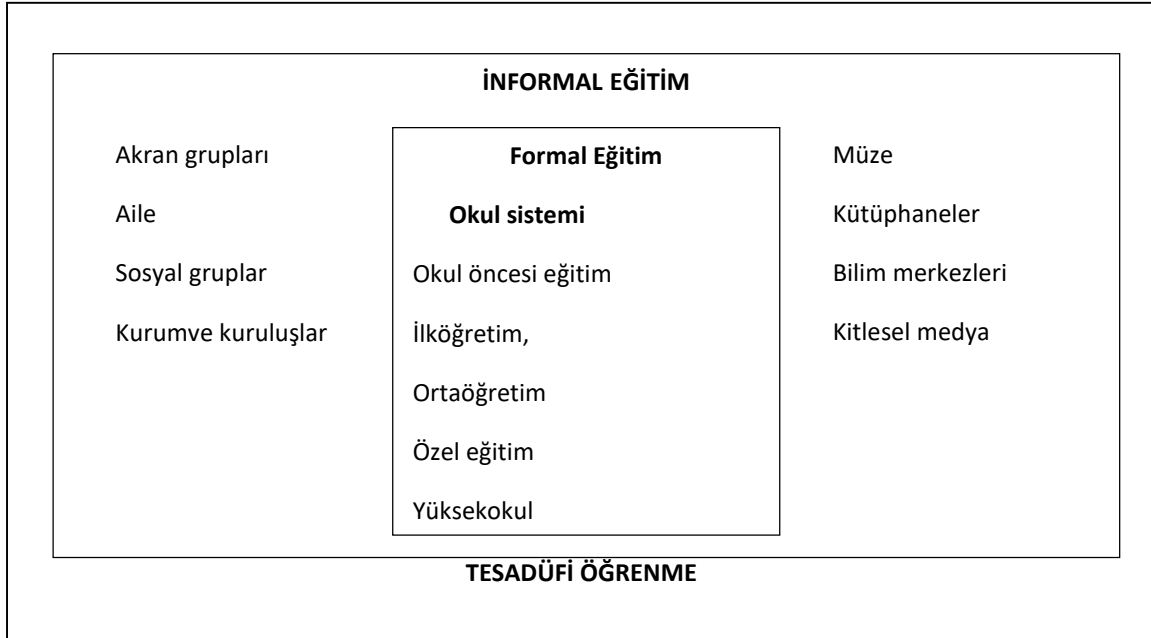 İNFORMAL EĞİTİM
Akran grupları
Aile
Sosyal gruplar
Kurumve kuruluşlar
Formal Eğitim
Okul sistemi
Okul öncesi eğitim
İlköğretim,
Ortaöğretim
Özel eğitim
Yüksekokul
Müze
Kütüphaneler
Bilim merkezleri
Kitlesel medya
TESADÜFİ ÖĞRENME